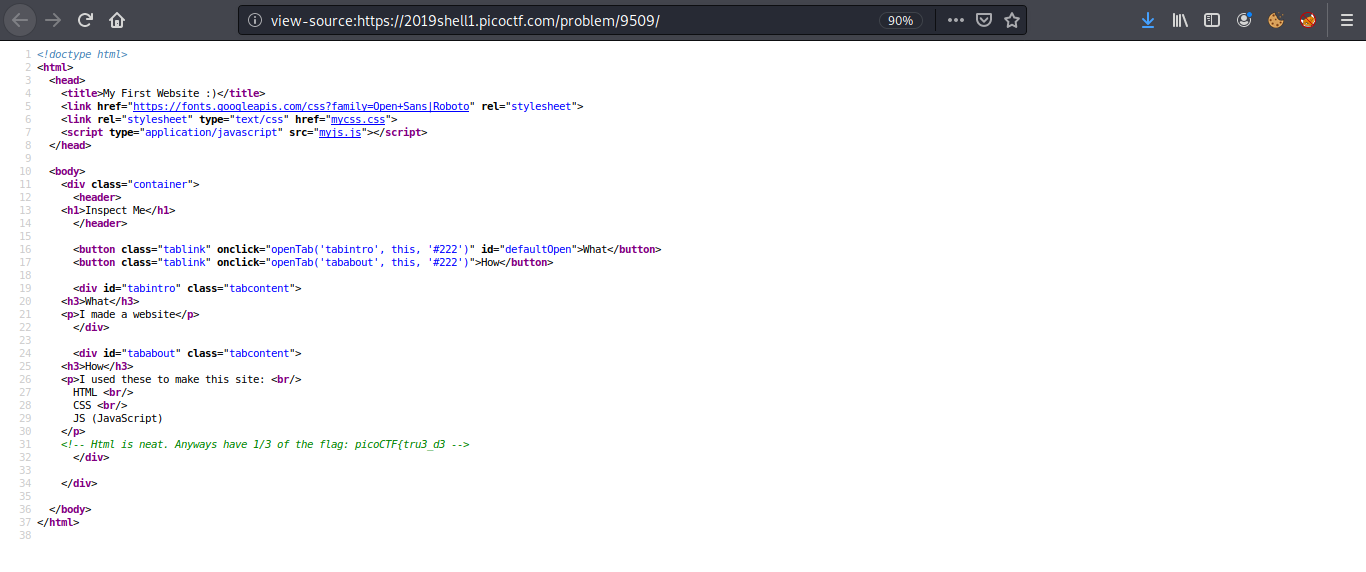 view-source:https://2019shell1.picoctf.com/problem/9509/ 90%
1 <!doctype html>
2 <html>
3 <head>
4 <title>My First Website :)</title>
5 <link href="https://fonts.googleapis.com/css?family=Open+Sans|Roboto" rel="stylesheet">
6 <link rel="stylesheet" type="text/css" href="mycss.css">
7 <script type="application/javascript" src="myjs.js"></script>
8 </head>
9
10 <body>
11 <div class="container">
12 <header>
13 <h1>Inspect Me</h1>
14 </header>
15
16 <button class="tablink" onclick="openTab('tabintro', this, '#222')" id="defaultOpen">What</button>
17 <button class="tablink" onclick="openTab('tababout', this, '#222')">How</button>
18
19 <div id="tabintro" class="tabcontent">
20 <h3>What</h3>
21 <p>I made a website</p>
22 </div>
23
24 <div id="tababout" class="tabcontent">
25 <h3>How</h3>
26 <p>I used these to make this site: <br/>
27 HTML <br/>
28 CSS <br/>
29 JS (JavaScript)
30 </p>
31 <!-- Html is neat. Anyways have 1/3 of the flag: picoCTF{tru3_d3 -->
32 </div>
33
34 </div>
35
36 </body>
37 </html>
38